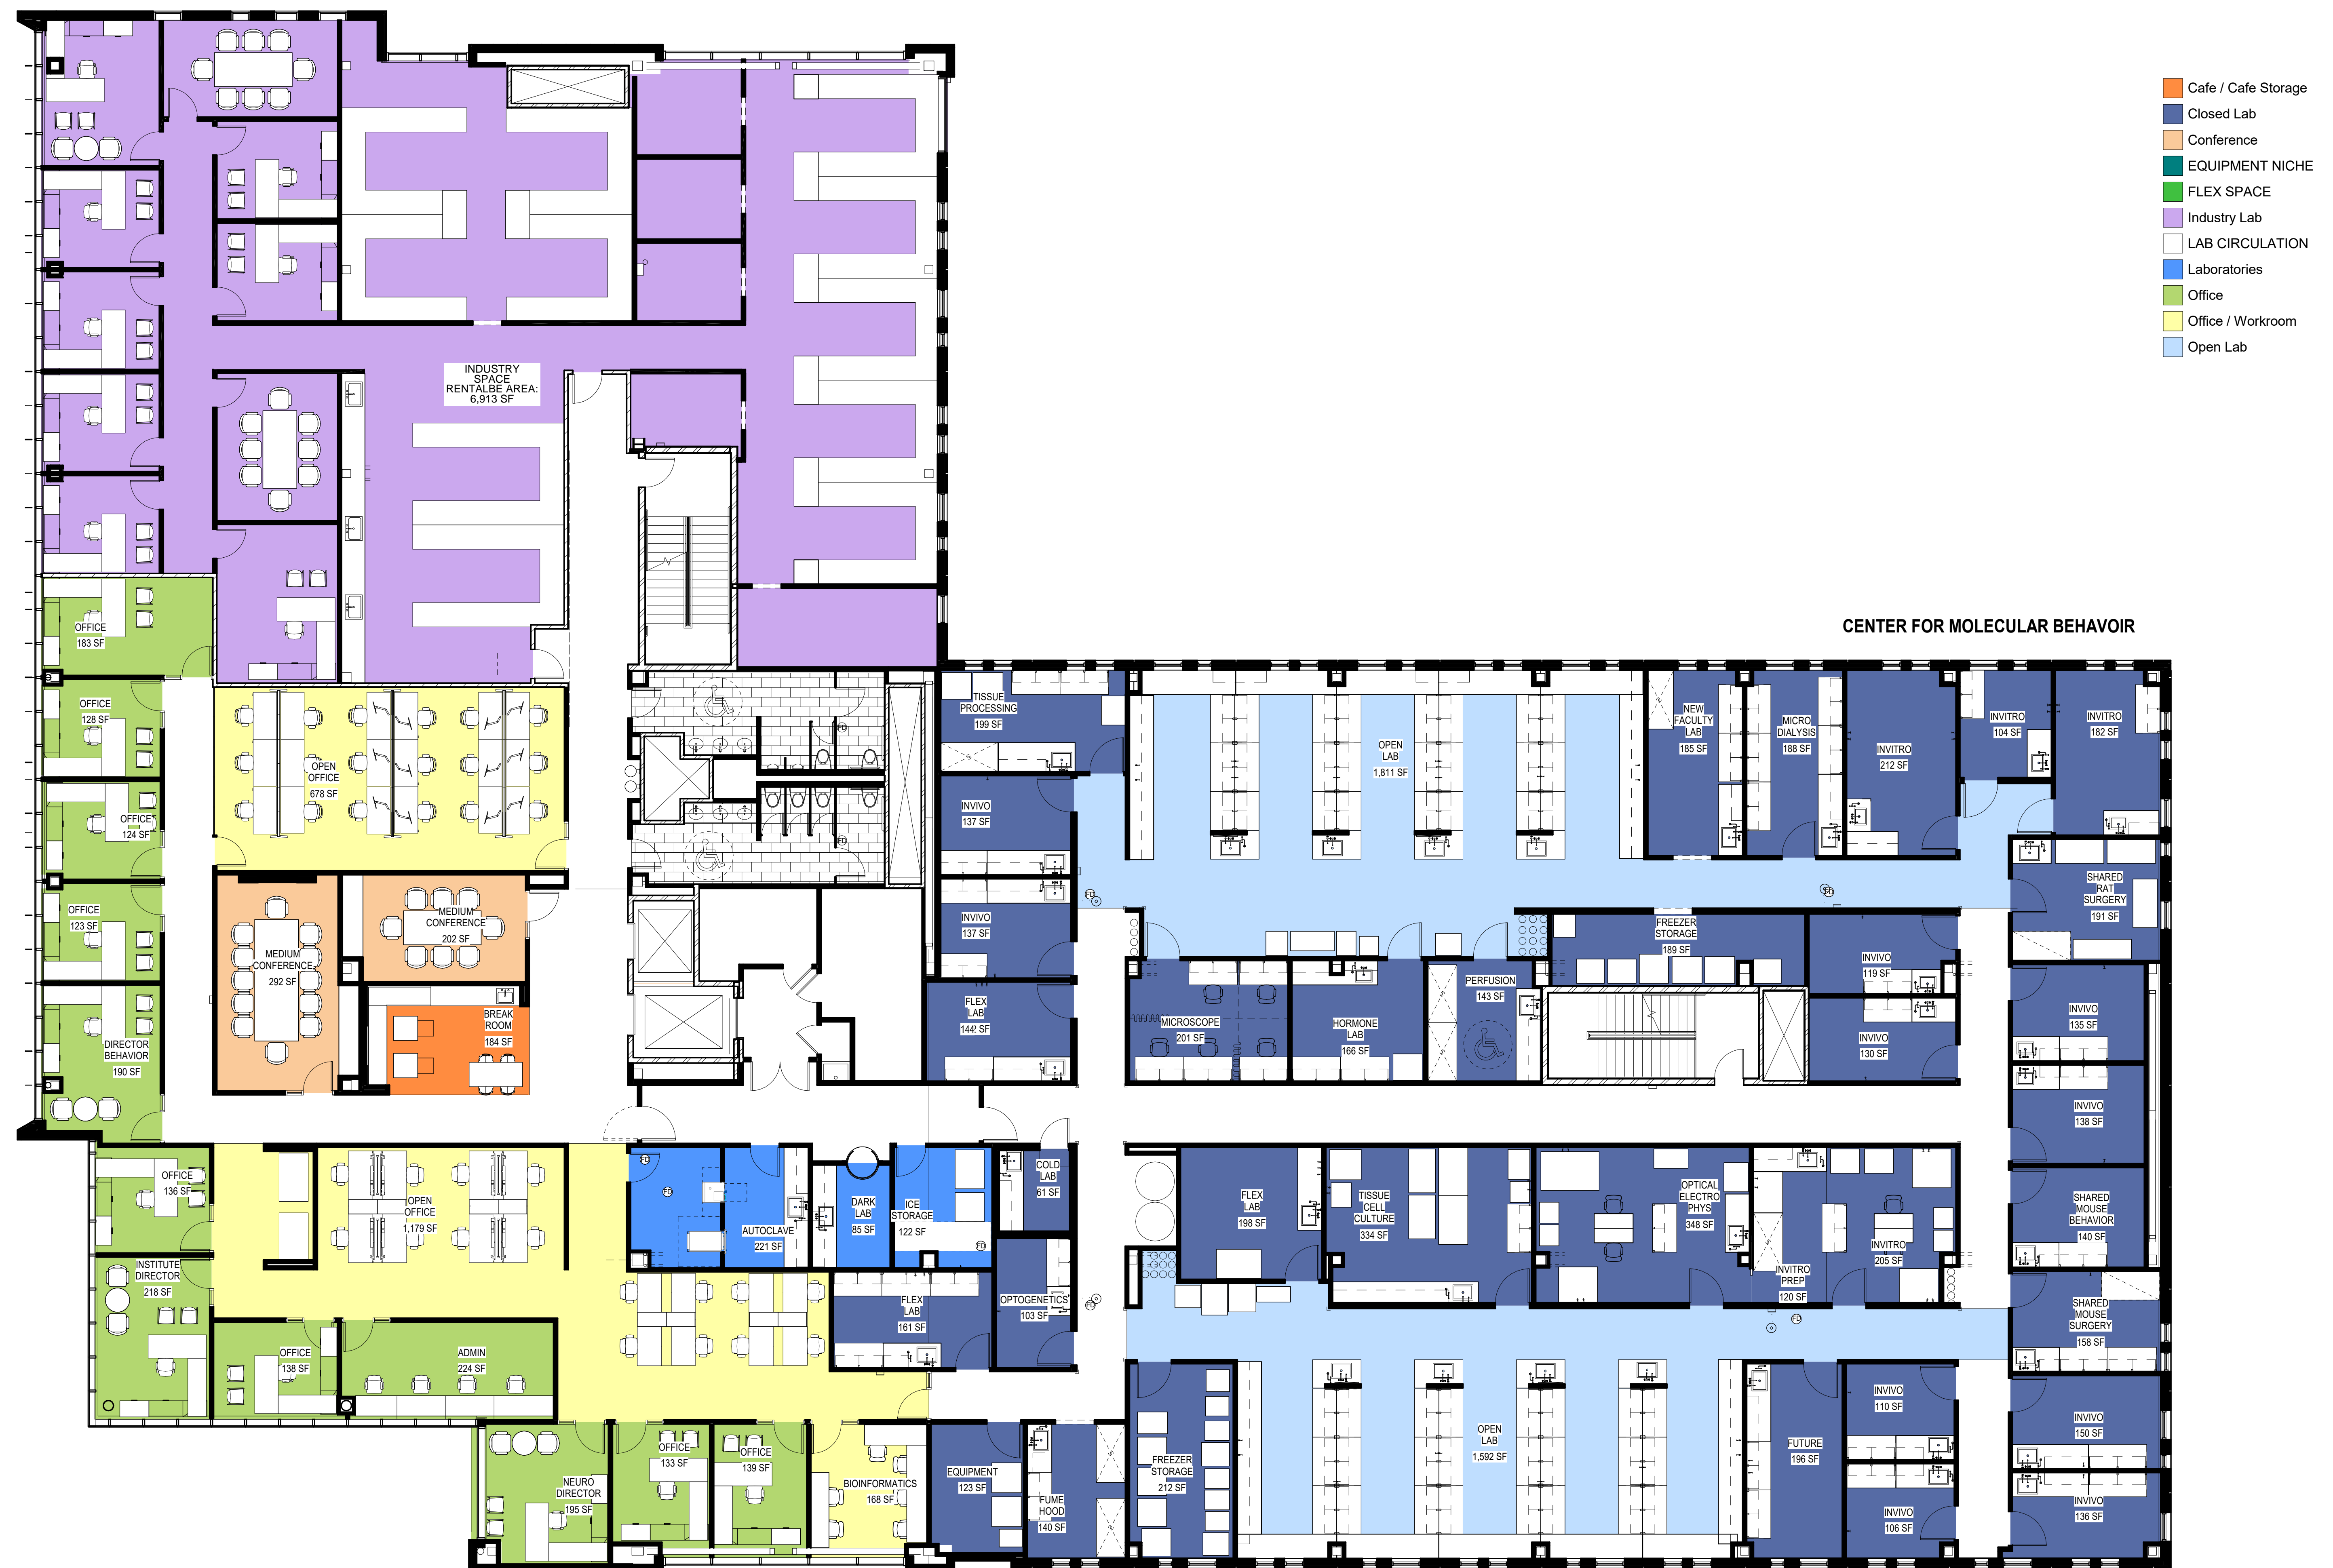 Cafe / Cafe Storage
Closed Lab
Conference
EQUIPMENT NICHE
FLEX SPACE
Industry Lab
LAB CIRCULATION
Laboratories
Office
Office / Workroom
Open Lab
INDUSTRY
SPACE
RENTALBE AREA:
6,913 SF
CENTER FOR MOLECULAR BEHAVOIR
OFFICE
183 SF
OFFICE
128 SF
OPEN
OFFICE
678 SF
OFFICE
124 SF
OFFICE
123 SF
MEDIUM
CONFERENCE
292 SF
MEDIUM
CONFERENCE
202 SF
BREAK
ROOM
184 SF
DIRECTOR
BEHAVIOR
190 SF
TISSUE
PROCESSING
199 SF
OPEN
LAB
1,811 SF
NEW
FACULTY
LAB
185 SF
MICRO
DIALYSIS
188 SF
INVITRO
212 SF
INVITRO
104 SF
INVITRO
182 SF
INVIVO
137 SF
INVIVO
137 SF
FD
FD
FD
FD
SHARED
RAT
SURGERY
191 SF
FREEZER
STORAGE
189 SF
INVIVO
119 SF
FLEX
LAB
144 SF
MICROSCOPE
201 SF
HORMONE
LAB
166 SF
PERFUSION
143 SF
INVIVO
130 SF
INVIVO
135 SF
INVIVO
138 SF
OFFICE
136 SF
OPEN
OFFICE
1,179 SF
FD
FD
AUTOCLAVE
221 SF
DARK
LAB
85 SF
ICE
STORAGE
122 SF
FD
COLD
LAB
61 SF
FLEX
LAB
198 SF
TISSUE
CELL
CULTURE
334 SF
OPTICAL
ELECTRO
PHYS
348 SF
INVITRO
205 SF
INVITRO
PREP
120 SF
SHARED
MOUSE
BEHAVIOR
140 SF
INSTITUTE
DIRECTOR
218 SF
OFFICE
138 SF
ADMIN
224 SF
FLEX
LAB
161 SF
OPTOGENETICS
103 SF
FD
FD
SHARED
MOUSE
SURGERY
158 SF
NEURO
DIRECTOR
195 SF
OFFICE
133 SF
OFFICE
139 SF
BIOINFORMATICS
168 SF
EQUIPMENT
123 SF
FUME
HOOD
140 SF
FREEZER
STORAGE
212 SF
OPEN
LAB
1,592 SF
FUTURE
196 SF
INVIVO
110 SF
INVIVO
106 SF
INVIVO
150 SF
INVIVO
136 SF